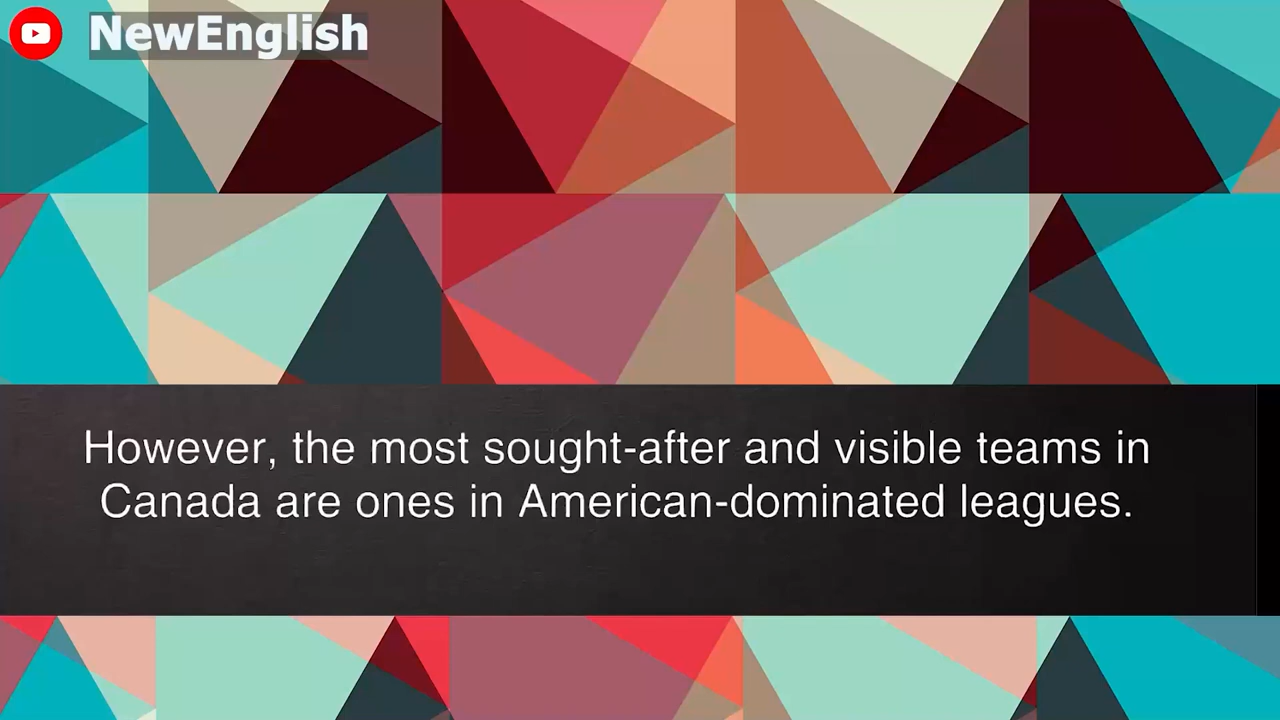 NewEnglish
However, the most sought-after and visible teams in
Canada are ones in American-dominated leagues.